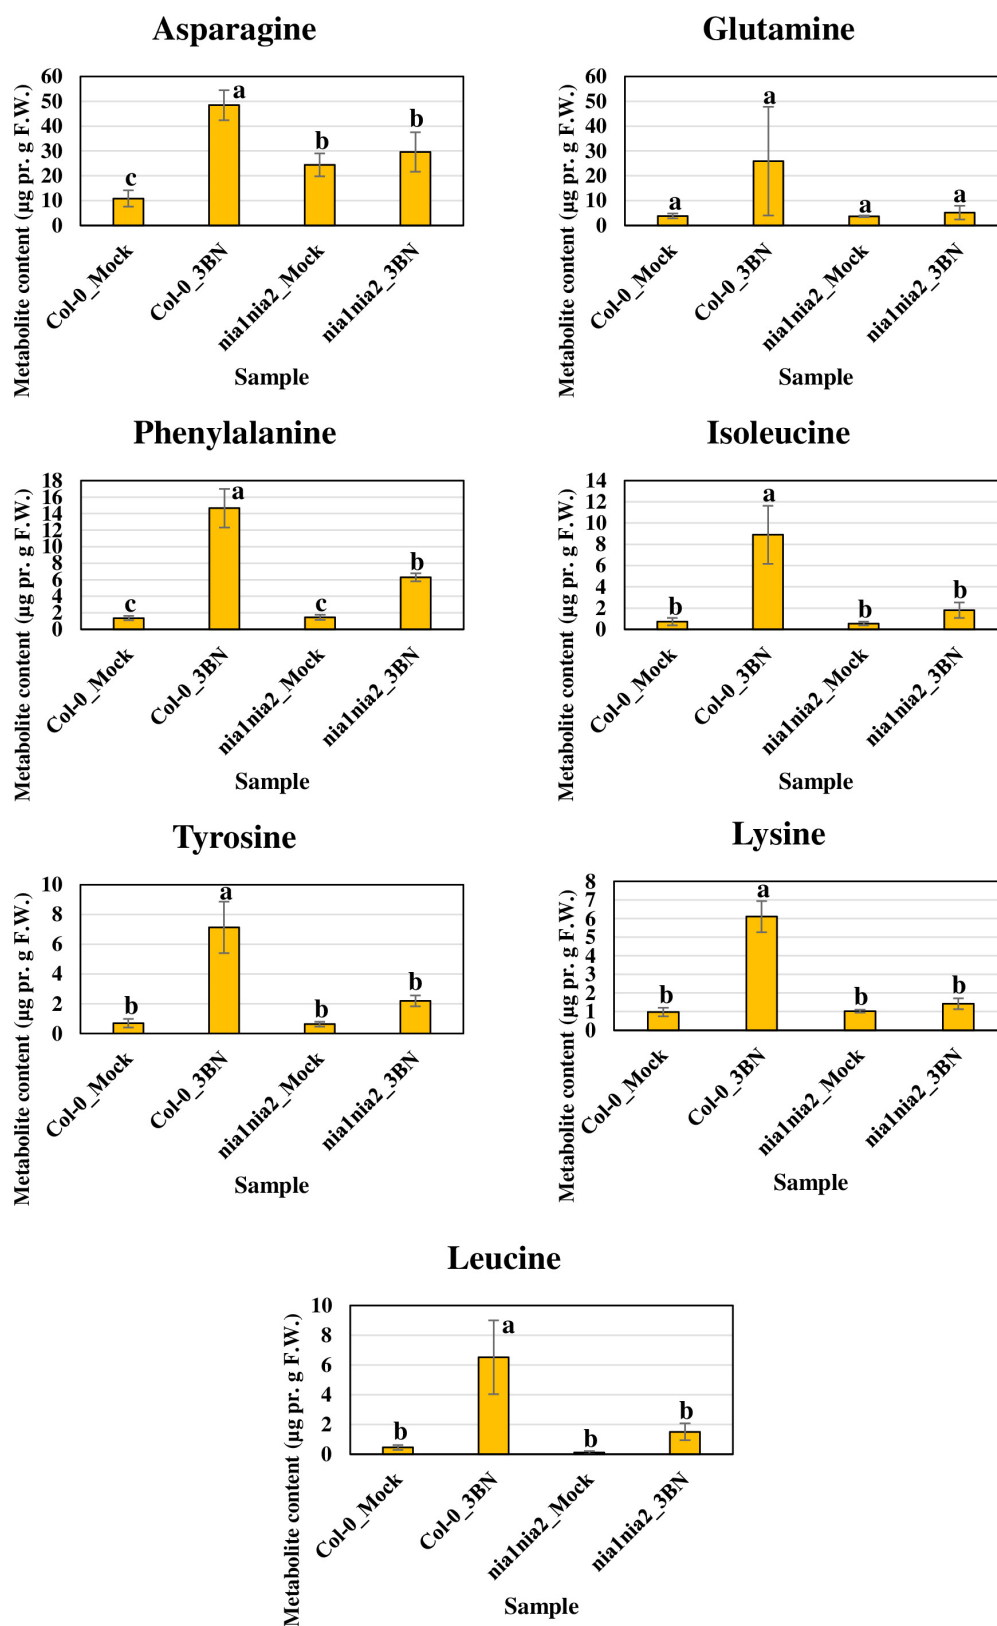 Asparagine
Metabolite content (µg pr. g F.W.)
60
50
40
30
20
10
0
c
a
b
b
Col-0_Mock
Col-0_3BN
nia1nia2_Mock
nia1nia2_3BN
Sample
Glutamine
Metabolite content (µg pr. g F.W.)
60
50
40
30
20
10
0
a
a
a
a
Col-0_Mock
Col-0_3BN
nia1nia2_Mock
nia1nia2_3BN
Sample
Phenylalanine
Metabolite content (µg pr. g F.W.)
18
16
14
12
10
8
6
4
2
0
c
a
c
b
Col-0_Mock
Col-0_3BN
nia1nia2_Mock
nia1nia2_3BN
Sample
Isoleucine
Metabolite content (µg pr. g F.W.)
14
12
10
8
6
4
2
0
b
a
b
b
Col-0_Mock
Col-0_3BN
nia1nia2_Mock
nia1nia2_3BN
Sample
Tyrosine
Metabolite content (µg pr. g F.W.)
10
8
6
4
2
0
b
a
b
b
Col-0_Mock
Col-0_3BN
nia1nia2_Mock
nia1nia2_3BN
Sample
Lysine
Metabolite content (µg pr. g F.W.)
8
7
6
5
4
3
2
1
0
b
a
b
b
Col-0_Mock
Col-0_3BN
nia1nia2_Mock
nia1nia2_3BN
Sample
Leucine
Metabolite content (µg pr. g F.W.)
10
8
6
4
2
0
b
a
b
b
Col-0_Mock
Col-0_3BN
nia1nia2_Mock
nia1nia2_3BN
Sample